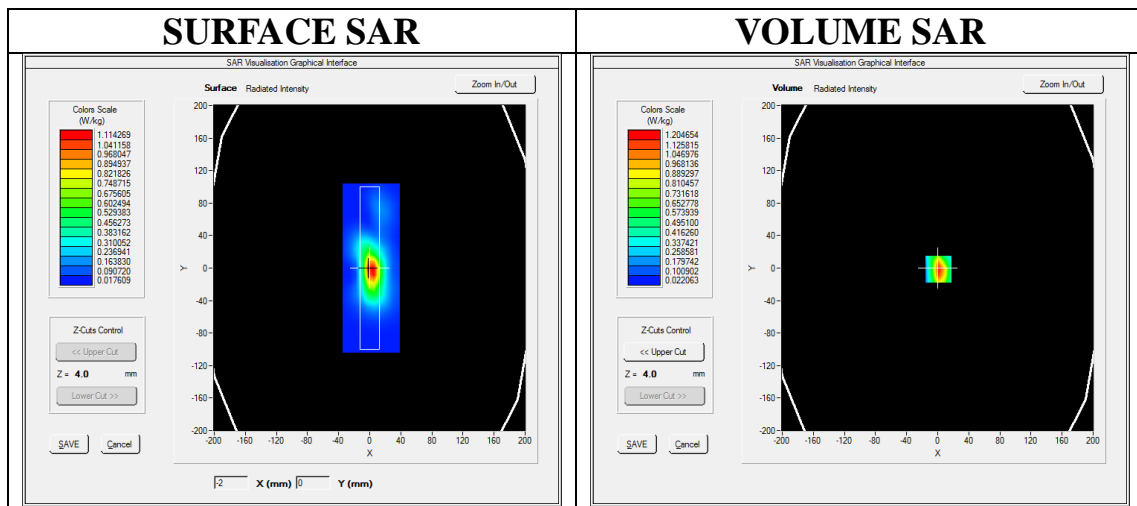 SURFACE SAR
VOLUME SAR
SAR Visualisation Graphical Interface
Surface Radiated Intensity
Zoom In/Out
Colors Scale
(W/kg)
1.114269
1.041158
0.968047
0.894937
0.821826
0.748715
0.675605
0.602494
0.529383
0.456273
0.383162
0.310052
0.236941
0.163830
0.090720
0.017609
Z-Cuts Control
<< Upper Cut
Z = 4.0 mm
Lower Cut >>
SAVE Cancel
200
160
120
80
40
0
-40
-80
-120
-160
-200
Y
-200 -160 -120 -80 -40 0 40 80 120 160 200
X
-2 X (mm) 0 Y (mm)
SAR Visualisation Graphical Interface
Volume Radiated Intensity
Zoom In/Out
Colors Scale
(W/kg)
1.204654
1.125815
1.046976
0.968136
0.889297
0.810457
0.731618
0.652778
0.573939
0.495100
0.416260
0.337421
0.258581
0.179742
0.100902
0.022063
Z-Cuts Control
<< Upper Cut
Z = 4.0 mm
Lower Cut >>
SAVE Cancel
200
160
120
80
40
0
-40
-80
-120
-160
-200
Y
-200 -160 -120 -80 -40 0 40 80 120 160 200
X